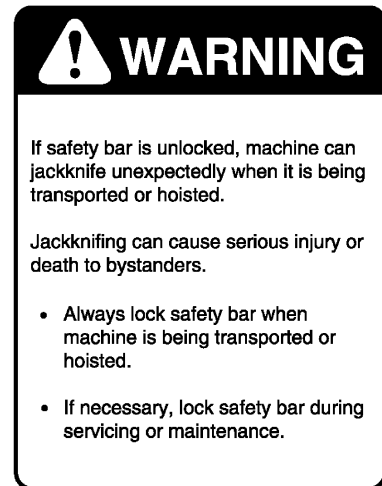 WARNING
If safety bar is unlocked, machine can
jackknife unexpectedly when it is being
transported or hoisted.
Jackknifing can cause serious injury or
death to bystanders.
• Always lock safety bar when
machine is being transported or
hoisted.
• If necessary, lock safety bar during
servicing or maintenance.